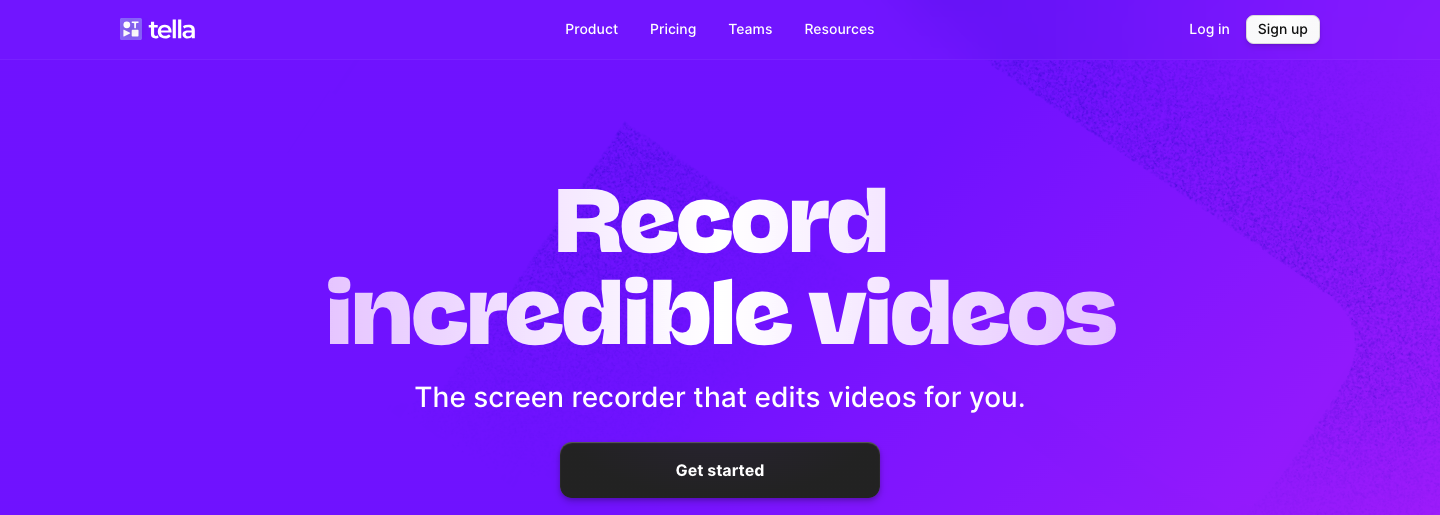 tella
Product
Pricing
Teams
Resources
Log in
Sign up
Record
incredible videos
The screen recorder that edits videos for you.
Get started